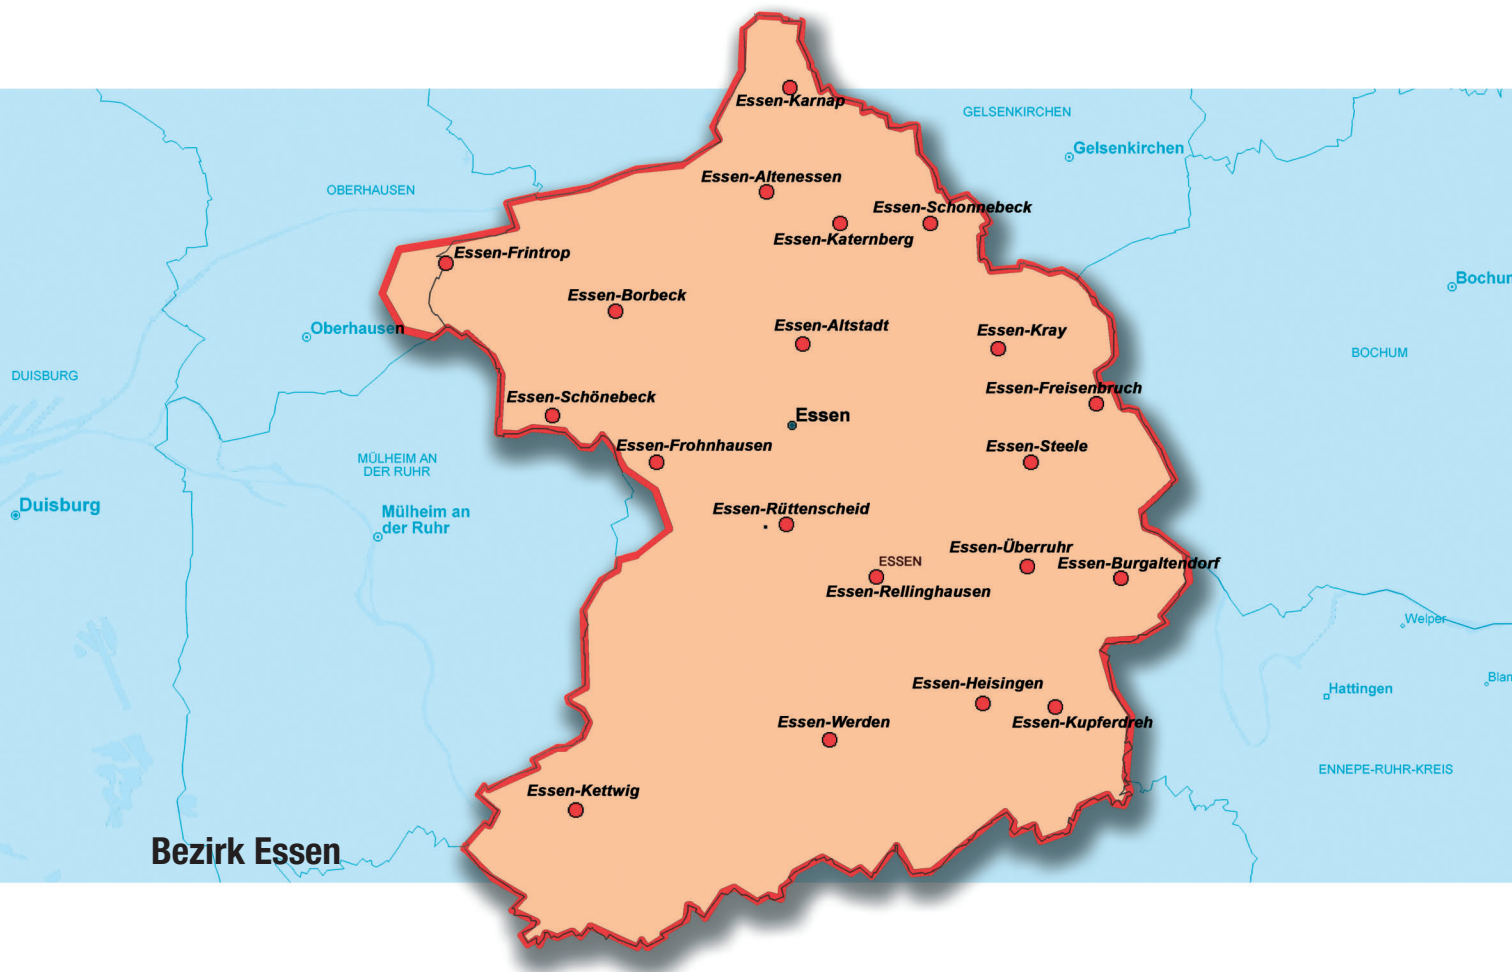 Essen-Karnap
GELSENKIRCHEN
Gelsenkirchen
Essen-Altenessen
OBERHAUSEN
Essen-Schonnebeck
Essen-Katernberg
Essen-Frintrop
Bochum
Essen-Borbeck
Essen-Altstadt
Oberhausen
Essen-Kray
BOCHUM
DUISBURG
Essen-Freisenbruch
Essen-Schönebeck
Essen
Essen-Frohnhausen
Essen-Steele
MÜLHEIM AN
DER RUHR
Duisburg
Mülheim an
der Ruhr
Essen-Rüttenscheid
Essen-Überruhr
ESSEN
Essen-Burgaltendorf
Essen-Rellinghausen
Welper
Blan
Essen-Heisingen
Hattingen
Essen-Werden
Essen-Kupferdreh
ENNEPE-RUHR-KREIS
Essen-Kettwig
Bezirk Essen